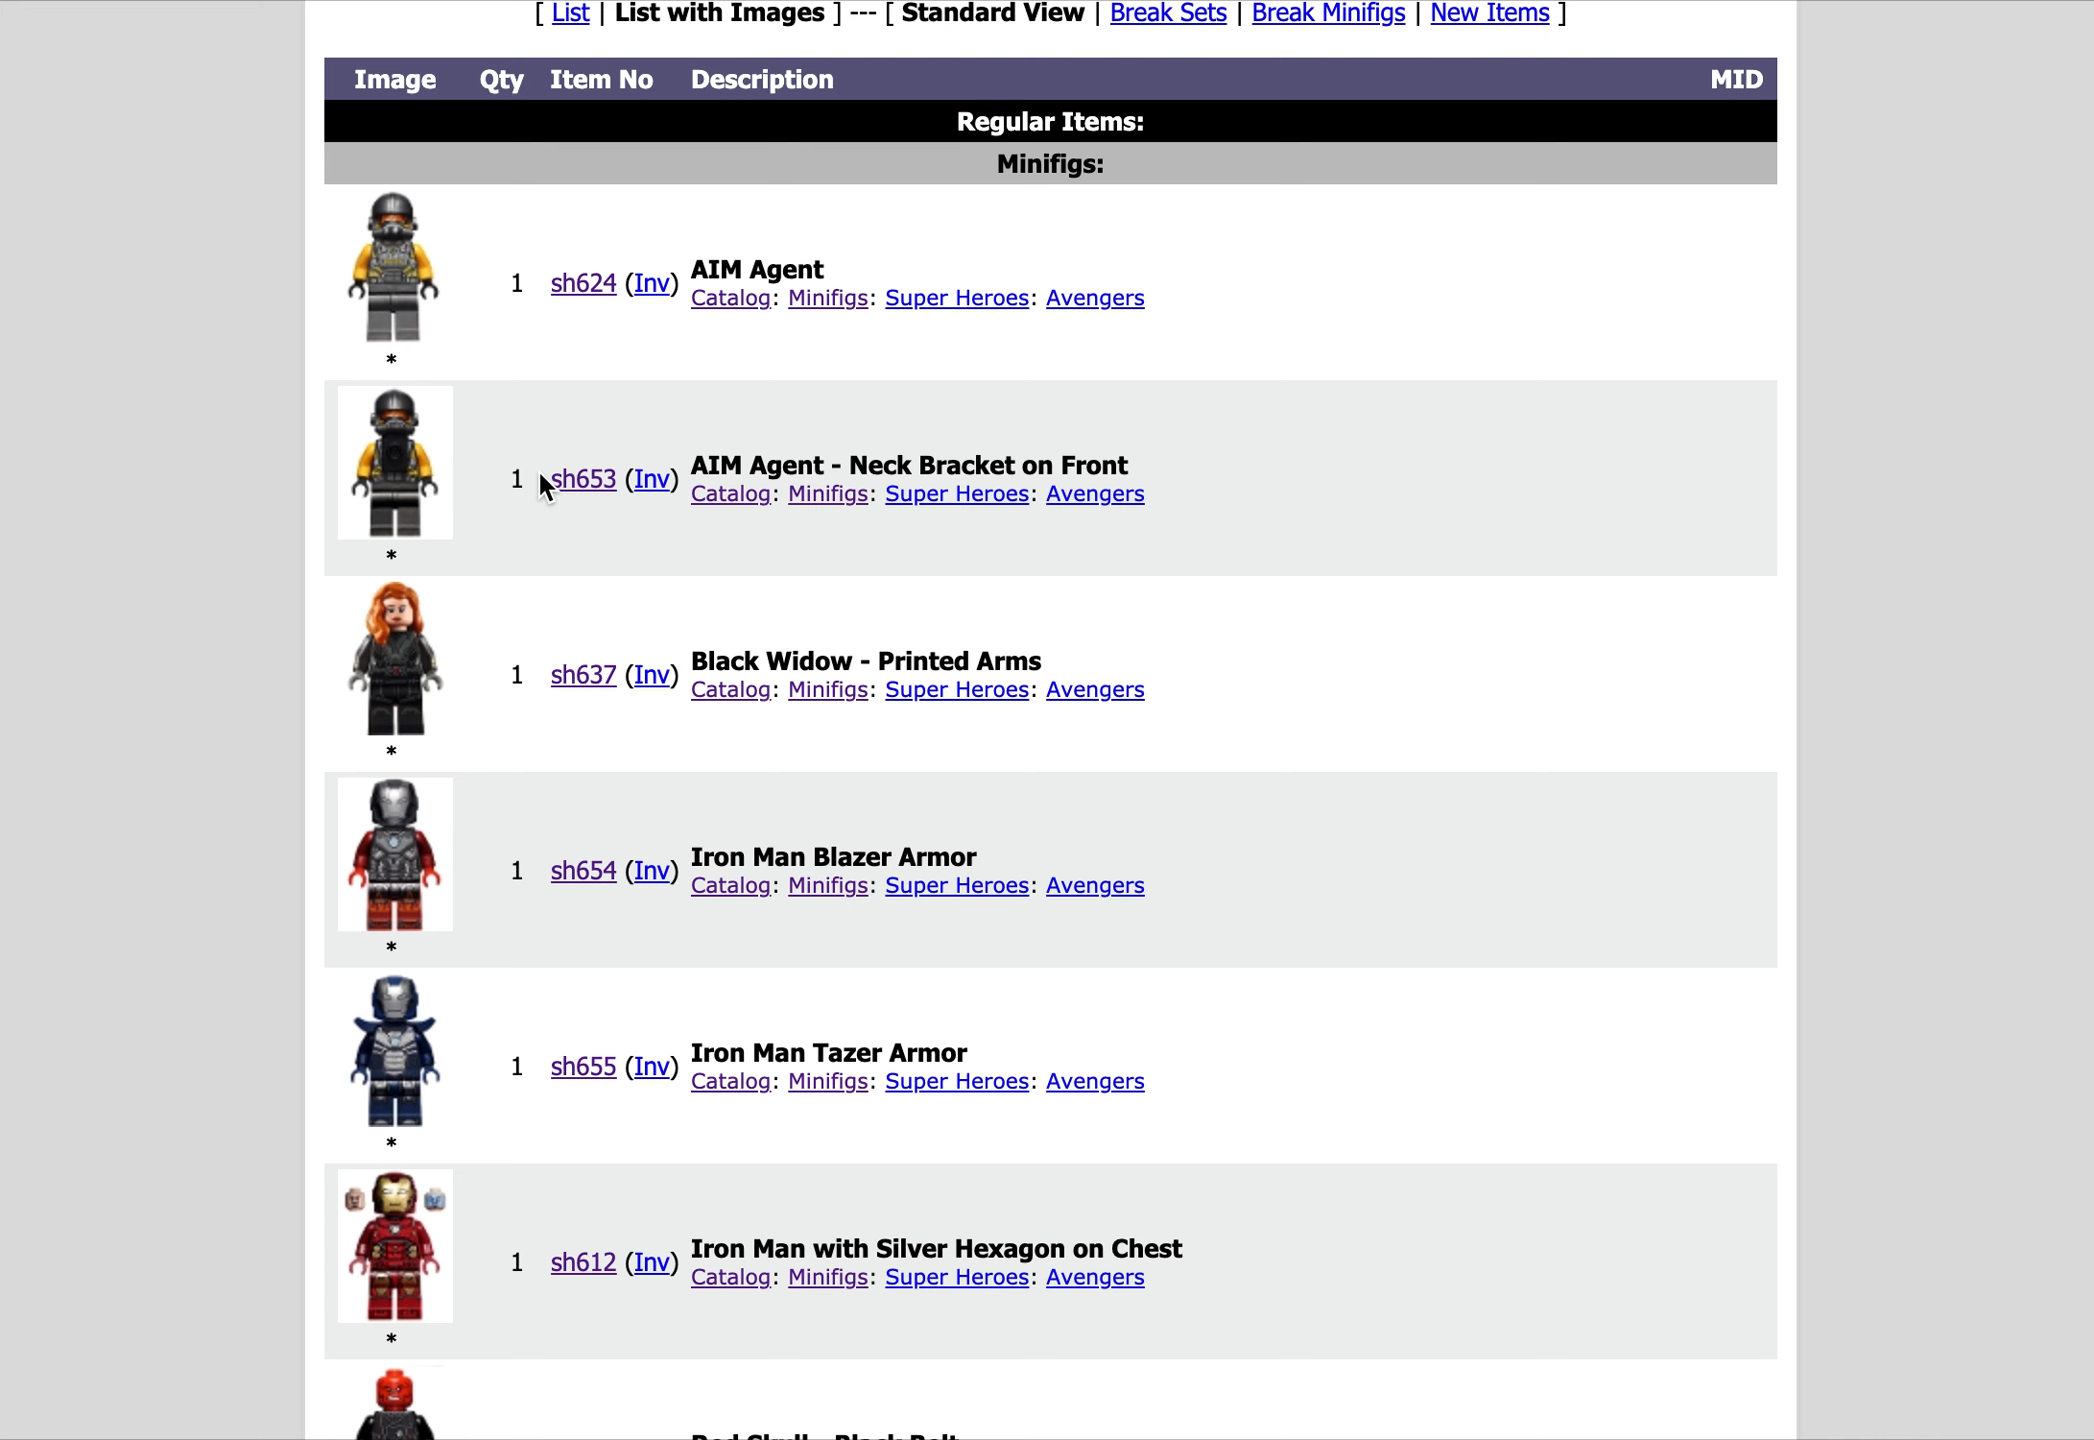 [ List | List with Images ] --- [ Standard View | Break Sets | Break Minifigs | New Items ]
Image Qty Item No Description MID
Regular Items:
Minifigs:
1 sh624 (Inv) AIM Agent
Catalog: Minifigs: Super Heroes: Avengers
*
1 sh653 (Inv) AIM Agent - Neck Bracket on Front
Catalog: Minifigs: Super Heroes: Avengers
*
1 sh637 (Inv) Black Widow - Printed Arms
Catalog: Minifigs: Super Heroes: Avengers
*
1 sh654 (Inv) Iron Man Blazer Armor
Catalog: Minifigs: Super Heroes: Avengers
*
1 sh655 (Inv) Iron Man Tazer Armor
Catalog: Minifigs: Super Heroes: Avengers
*
1 sh612 (Inv) Iron Man with Silver Hexagon on Chest
Catalog: Minifigs: Super Heroes: Avengers
*
Red Skull - Black Belt